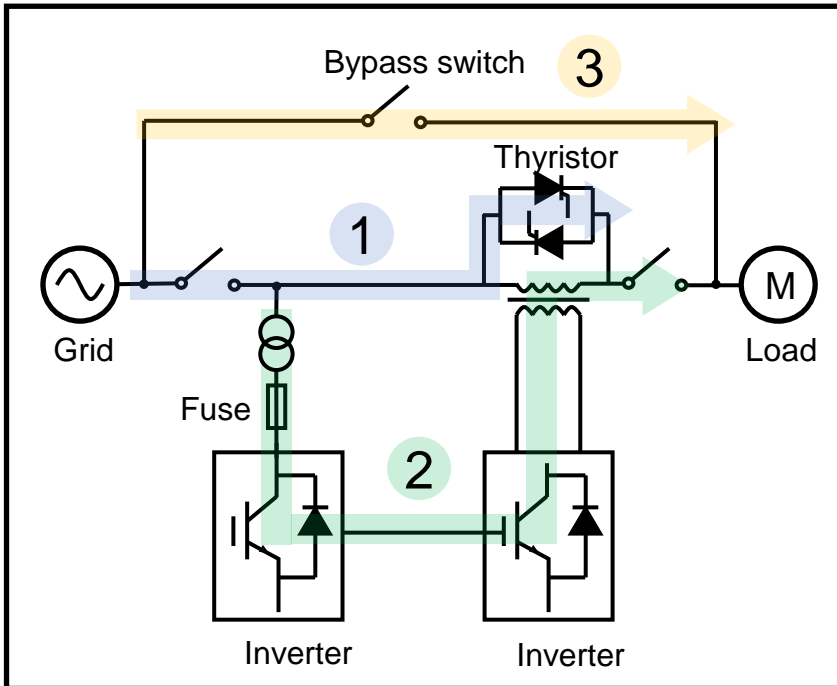 Bypass switch
3
Thyristor
1
Grid
M
Load
Fuse
2
Inverter
Inverter